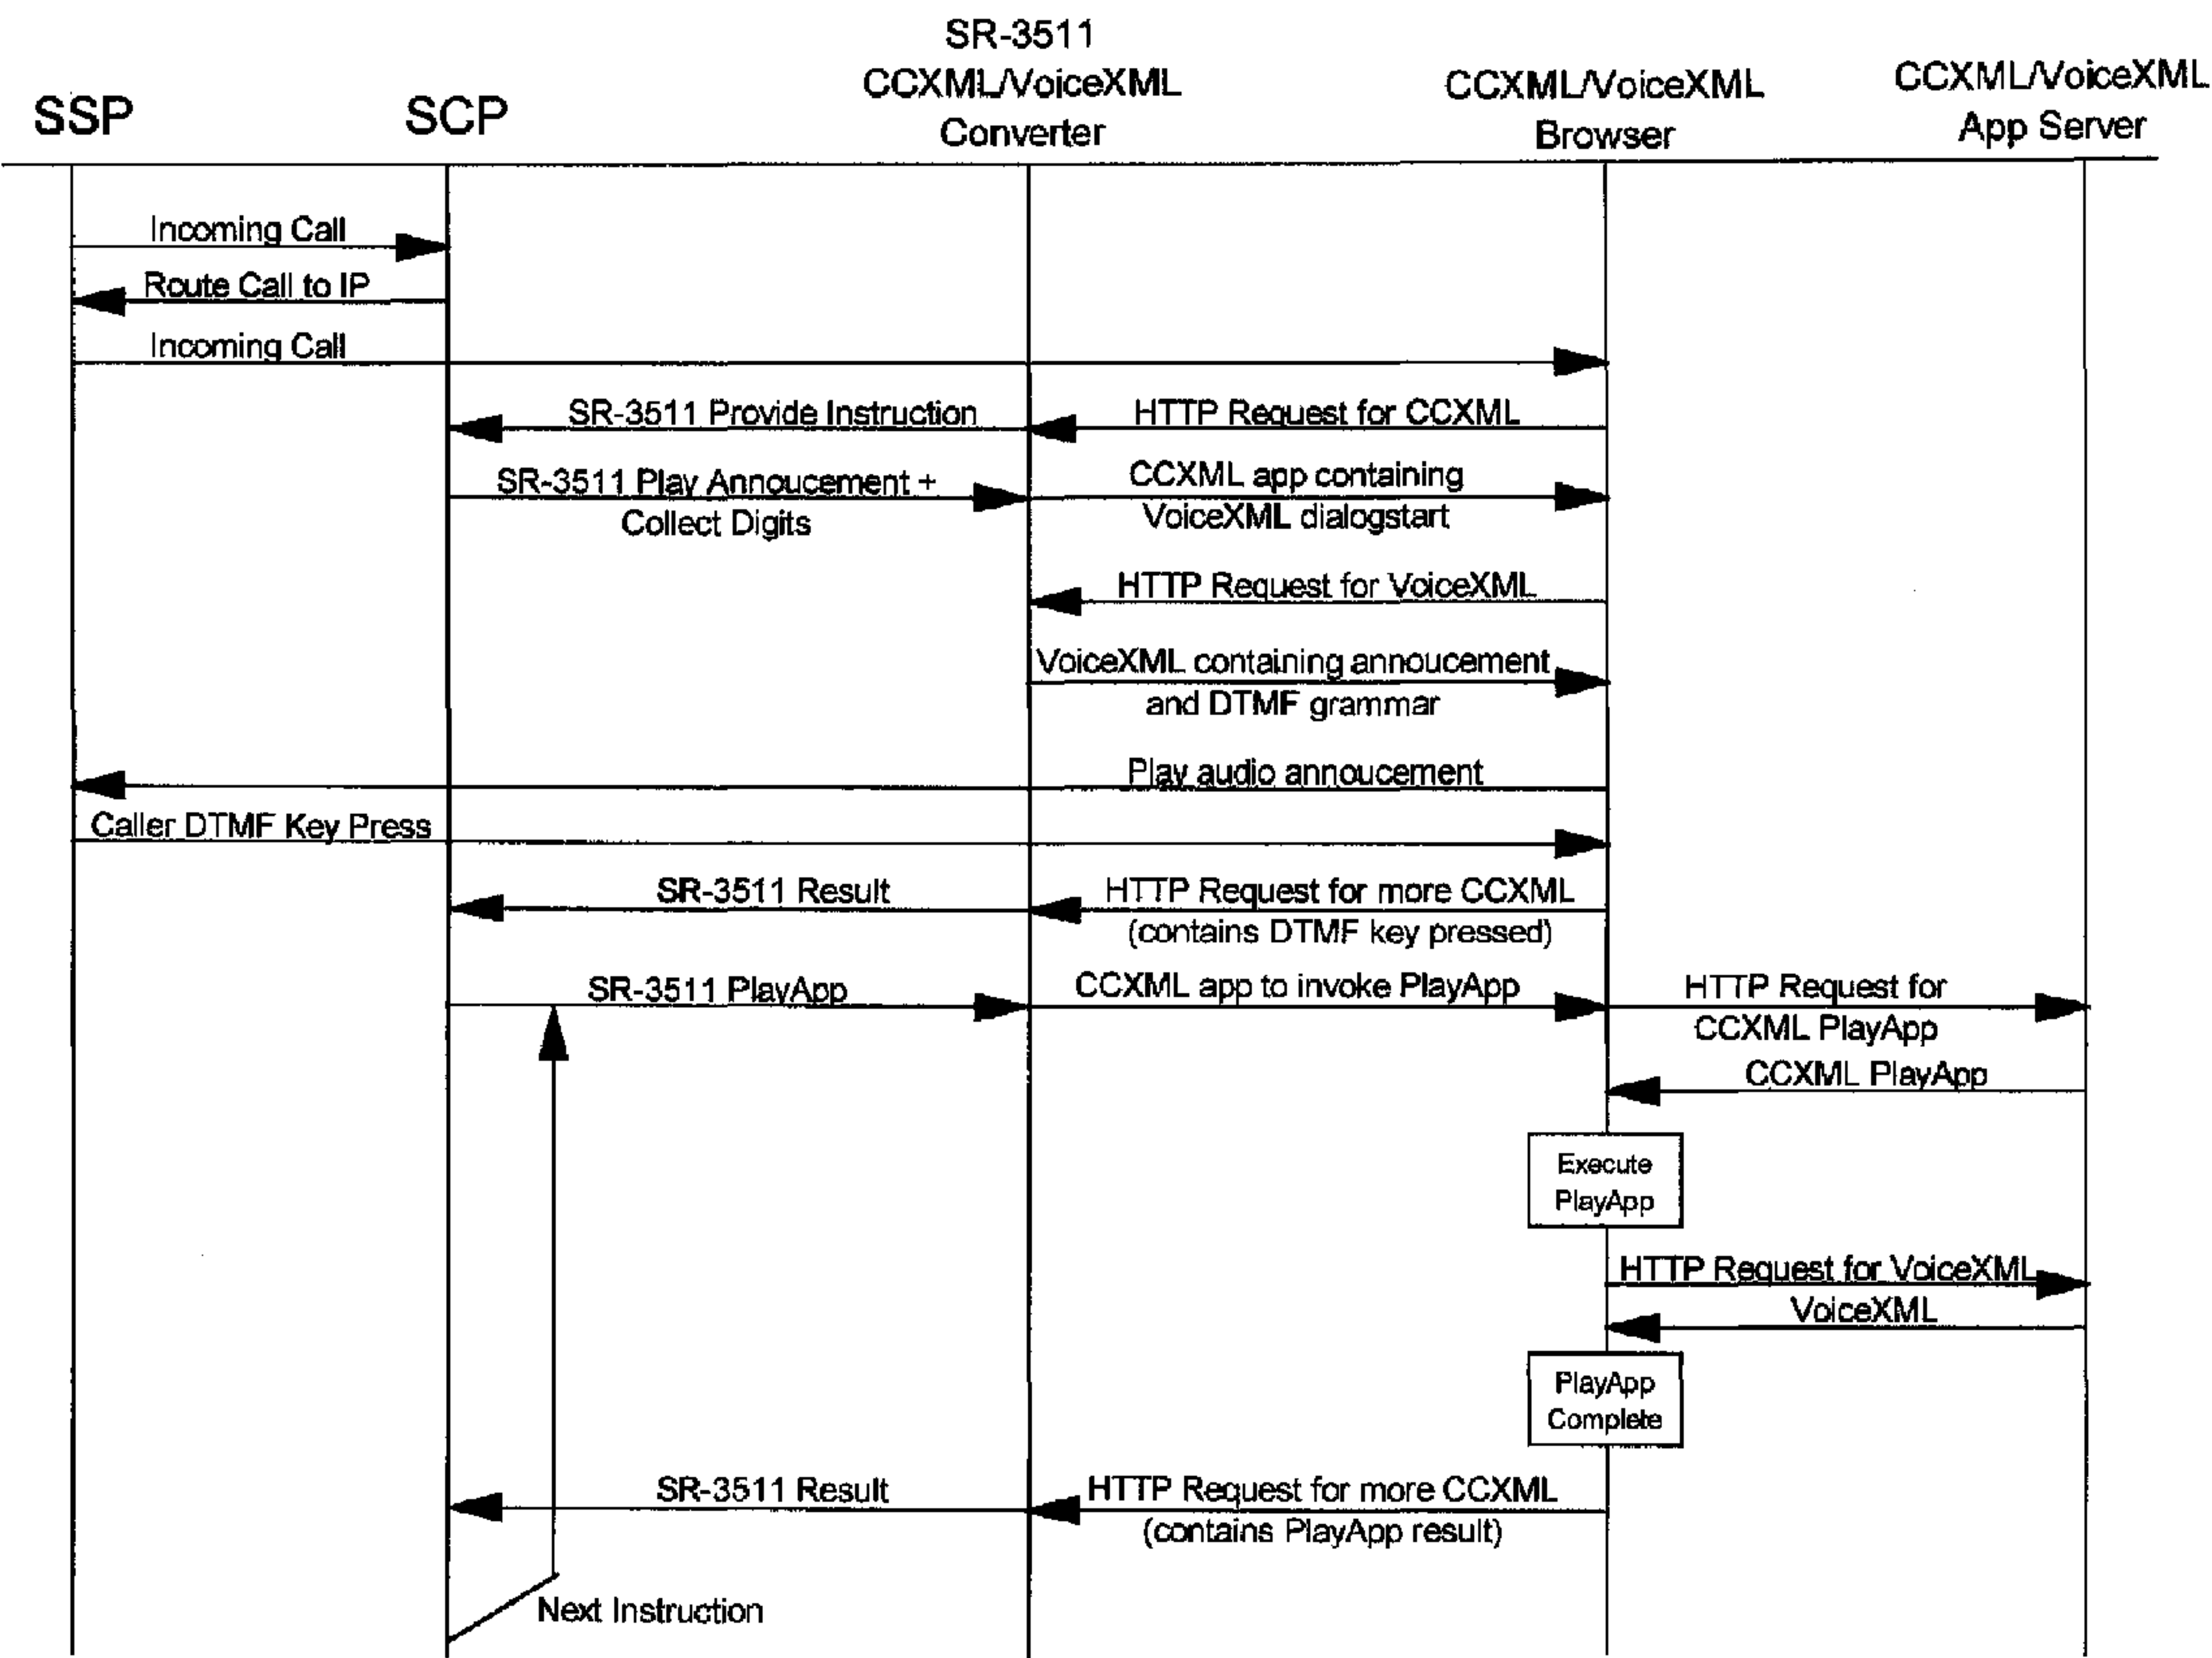 SSP
SCP
SR-3511
CCXML/VoiceXML
Converter
CCXML/VoiceXML
Browser
CCXML/VoiceXML
App Server
Incoming Call
Route Call to IP
Incoming Call
SR-3511 Provide Instruction
HTTP Request for CCXML
SR-3511 Play Annoucement +
Collect Digits
CCXML app containing
VoiceXML dialogstart
HTTP Request for VoiceXML
VoiceXML containing annoucement
and DTMF grammar
Play audio annoucement
Caller DTMF Key Press
SR-3511 Result
HTTP Request for more CCXML
(contains DTMF key pressed)
SR-3511 PlayApp
CCXML app to invoke PlayApp
HTTP Request for
CCXML PlayApp
CCXML PlayApp
Execute
PlayApp
HTTP Request for VoiceXML
VoiceXML
PlayApp
Complete
SR-3511 Result
HTTP Request for more CCXML
(contains PlayApp result)
Next Instruction